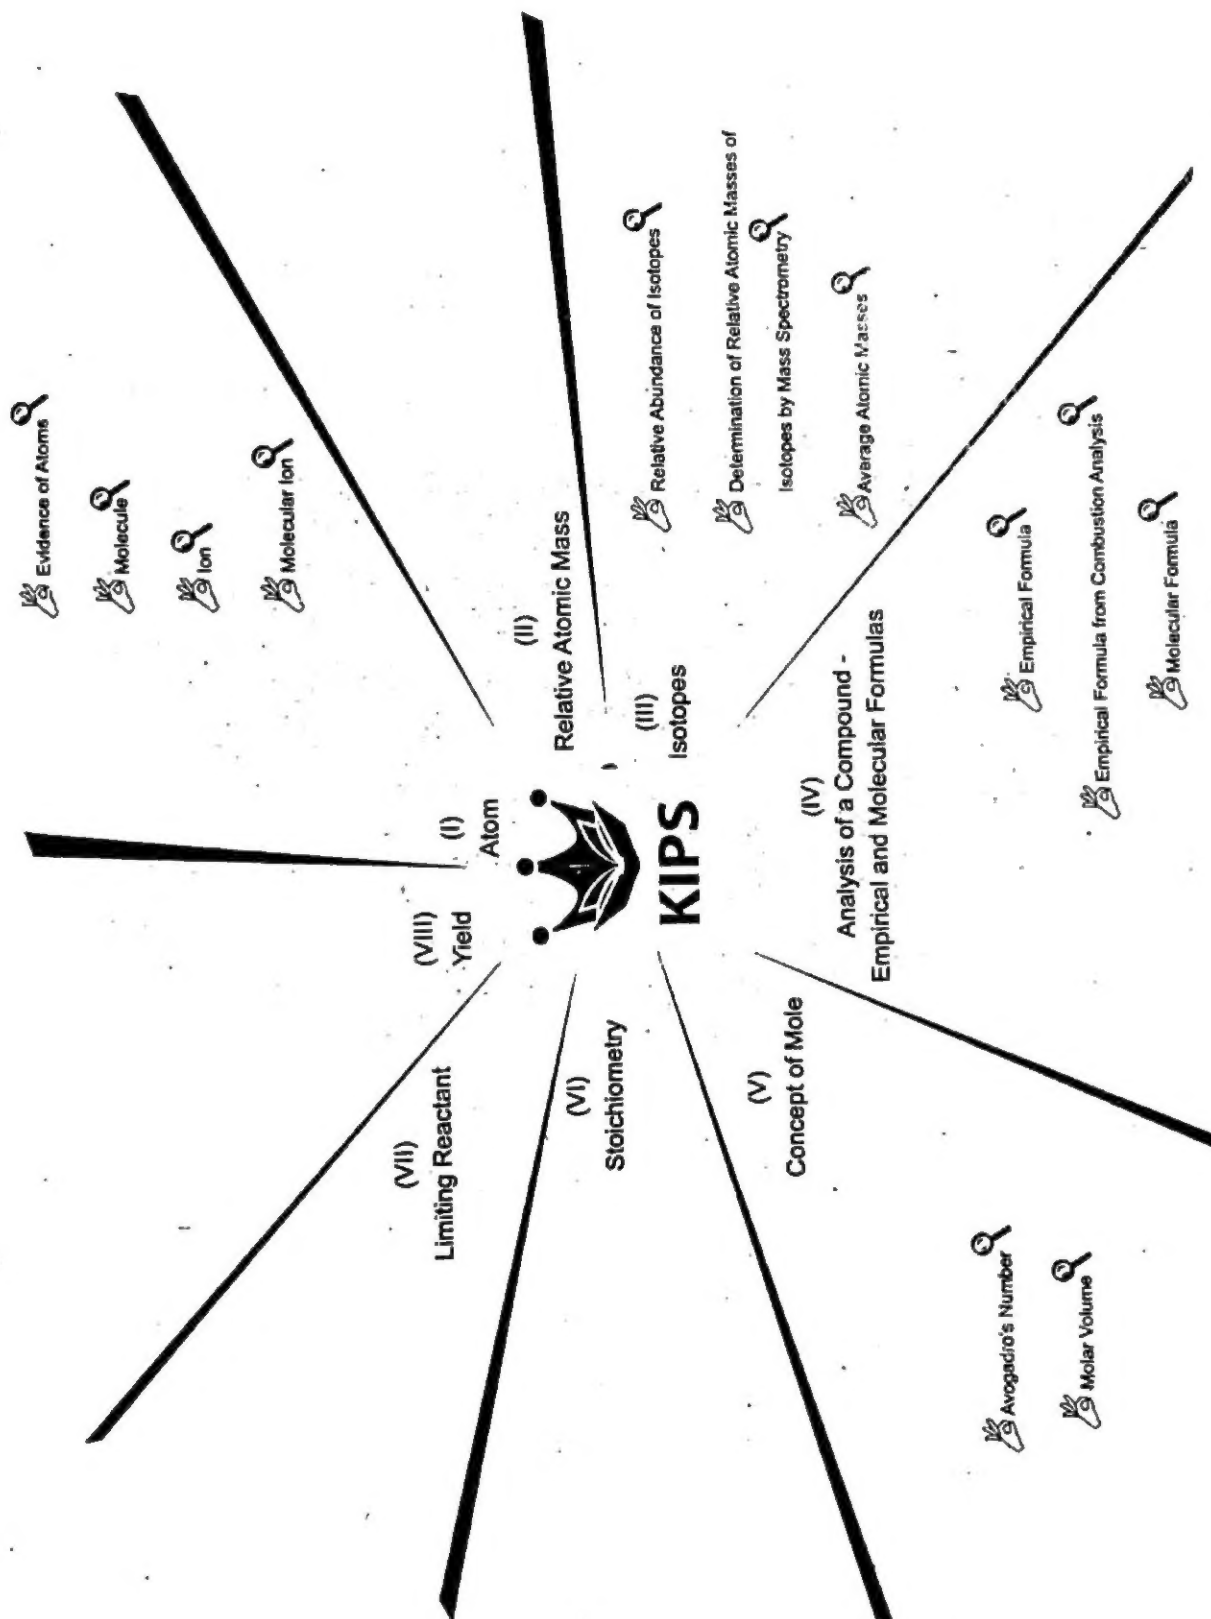 (I)
Atom
Evidence of Atoms
Molecule
Ion
Molecular Ion
(II)
Relative Atomic Mass
(III)
Isotopes
Relative Abundance of Isotopes
Determination of Relative Atomic Masses of
Isotopes by Mass Spectrometry
Average Atomic Masses
(IV)
Analysis of a Compound -
Empirical and Molecular Formulas
Empirical Formula
Empirical Formula from Combustion Analysis
Molecular Formula
(V)
Concept of Mole
Avogadro's Number
Molar Volume
(VI)
Stoichiometry
(VII)
Limiting Reactant
(VIII)
Yield
KIPS